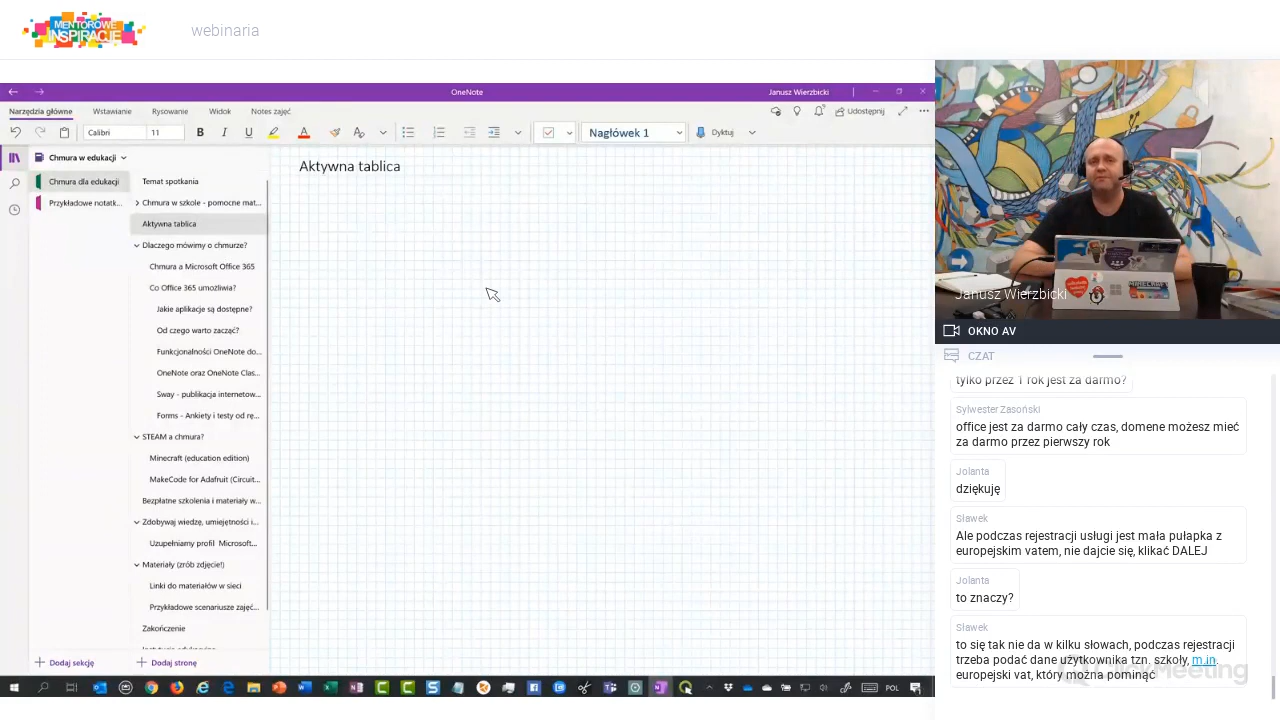 MENTOROWE
INSPIRACJE
webinaria
OneNote
Janusz Wierzbicki
Narzędzia główne
Wstawianie
Rysowanie
Widok
Notes zajęć
Udostępnij
Calibri
11
B
I
U
A
Nagłówek 1
Dyktuj
Chmura w edukacji
Chmura dla edukacji
Przykładowe notatk...
Temat spotkania
Chmura w szkole - pomocne mat...
Aktywna tablica
Dlaczego mówimy o chmurze?
Chmura a Microsoft Office 365
Co Office 365 umożliwia?
Jakie aplikacje są dostępne?
Od czego warto zacząć?
Funkcjonalności OneNote do...
OneNote oraz OneNote Clas...
Sway - publikacja internetow...
Forms - Ankiety i testy od rę...
STEAM a chmura?
Minecraft (education edition)
MakeCode for Adafruit (Circuit...
Bezpłatne szkolenia i materiały w...
Zdobywaj wiedzę, umiejętności i...
Uzupełniamy profil Microsoft...
Materiały (zrób zdjęcie!)
Linki do materiałów w sieci
Przykładowe scenariusze zajęć...
Zakończenie
Dodaj sekcję
Dodaj stronę
Aktywna tablica
POL
Janusz Wierzbicki
MINECRAFT
OKNO AV
CZAT
tylko przez 1 rok jest za darmo?
Sylwester Zasoński
office jest za darmo cały czas, domene możesz mieć
za darmo przez pierwszy rok
Jolanta
dziękuję
Sławek
Ale podczas rejestracji usługi jest mała pułapka z
europejskim vatem, nie dajcie się, klikać DALEJ
Jolanta
to znaczy?
Sławek
to się tak nie da w kilku słowach, podczas rejestracji
trzeba podać dane użytkownika tzn. szkoły, m.in.
europejski vat, który można pominąć
ClickMeeting